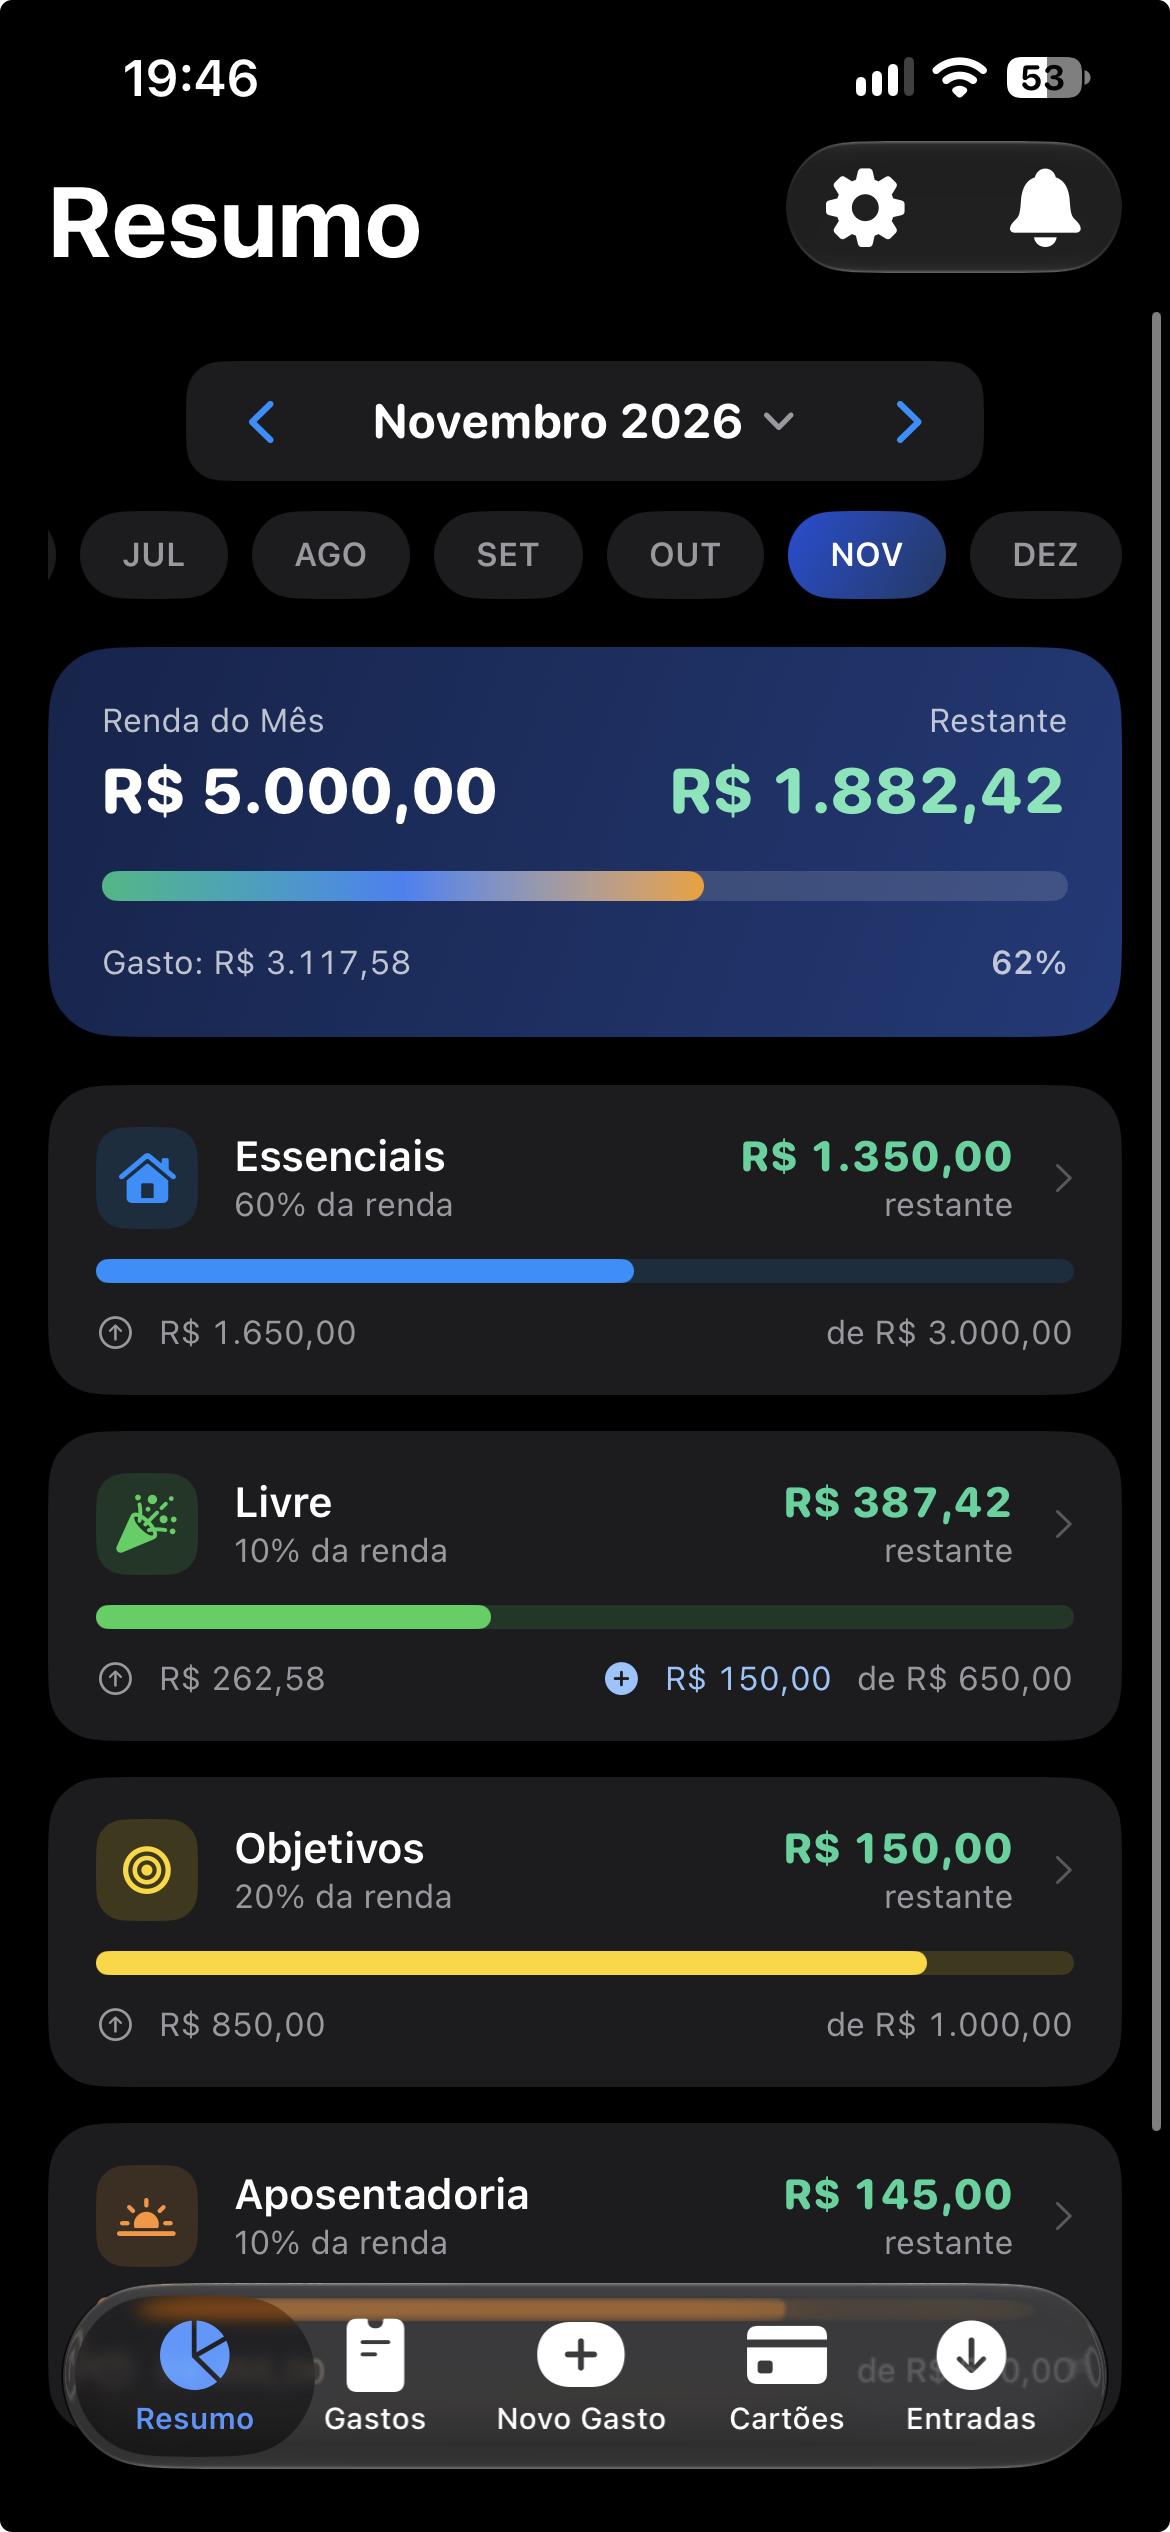 19:46
53
Resumo
Novembro 2026
JUL AGO SET OUT NOV DEZ
Renda do Mês Restante
R$ 5.000,00 R$ 1.882,42
Gasto: R$ 3.117,58 62%
Essenciais R$ 1.350,00
60% da renda restante
R$ 1.650,00 de R$ 3.000,00
Livre R$ 387,42
10% da renda restante
R$ 262,58 R$ 150,00 de R$ 650,00
Objetivos R$ 150,00
20% da renda restante
R$ 850,00 de R$ 1.000,00
Aposentadoria R$ 145,00
10% da renda restante
de
Resumo Gastos Novo Gasto Cartões Entradas